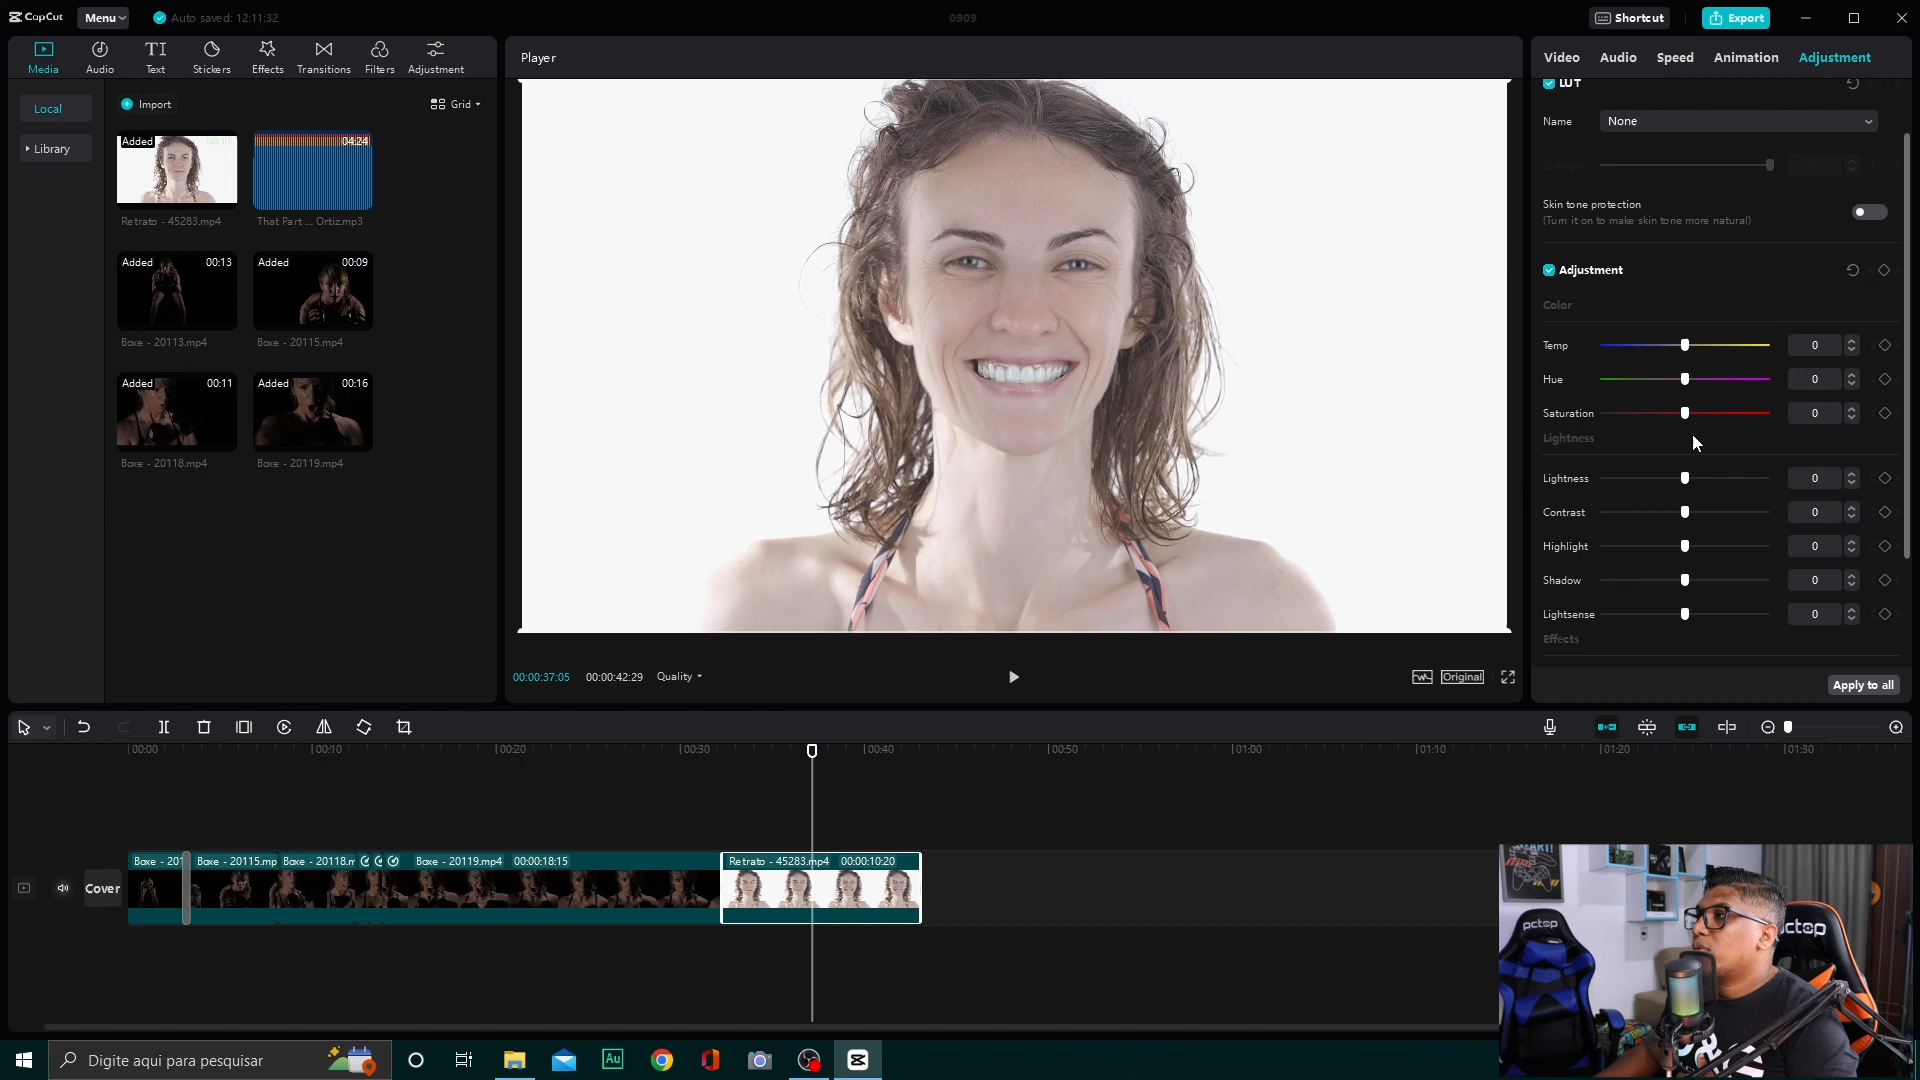 CapCut
Menu
Auto saved: 12:11:32
0909
Shortcut
Export
Media
Audio
Text
Stickers
Effects
Transitions
Filters
Adjustment
Local
Library
Import
Grid
Added
Retrato - 45283.mp4
04:24
That Part ... Ortiz.mp3
Added 00:13
Boxe - 20113.mp4
Added 00:09
Boxe - 20115.mp4
Added 00:11
Boxe - 20118.mp4
Added 00:16
Boxe - 20119.mp4
Player
00:00:37:05 00:00:42:29 Quality
Original
Video Audio Speed Animation Adjustment
LUT
Name None
Strength
Skin tone protection
(Turn it on to make skin tone more natural)
Adjustment
Color
Temp 0
Hue 0
Saturation 0
Lightness
Lightness 0
Contrast 0
Highlight 0
Shadow 0
Lightsense 0
Effects
Apply to all
00:00 00:10 00:20 00:30 00:40 00:50 01:00 01:10 01:20 01:30
Cover
Boxe - 201 Boxe - 20115.mp Boxe - 20118.m Boxe - 20119.mp4 00:00:18:15 Retrato - 45283.mp4 00:00:10:20
START!
pctop
pctop
Digite aqui para pesquisar
Au